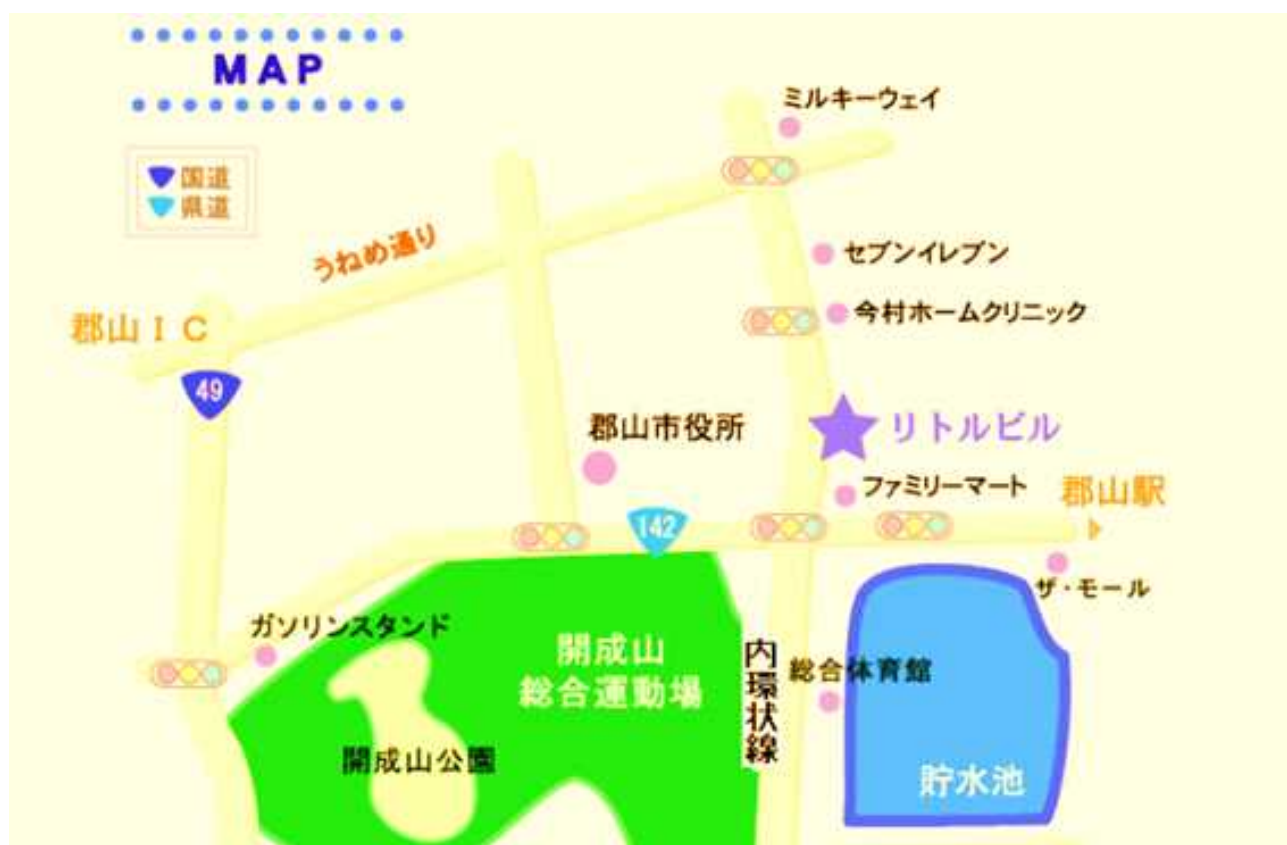 MAP
国道
県道
ミルキーウェイ
うねめ通り
セブンイレブン
郡山IC
今村ホームクリニック
49
郡山市役所
リトルビル
ファミリーマート
郡山駅
142
ザ・モール
ガソリンスタンド
開成山
総合運動場
内環状線
総合体育館
開成山公園
貯水池